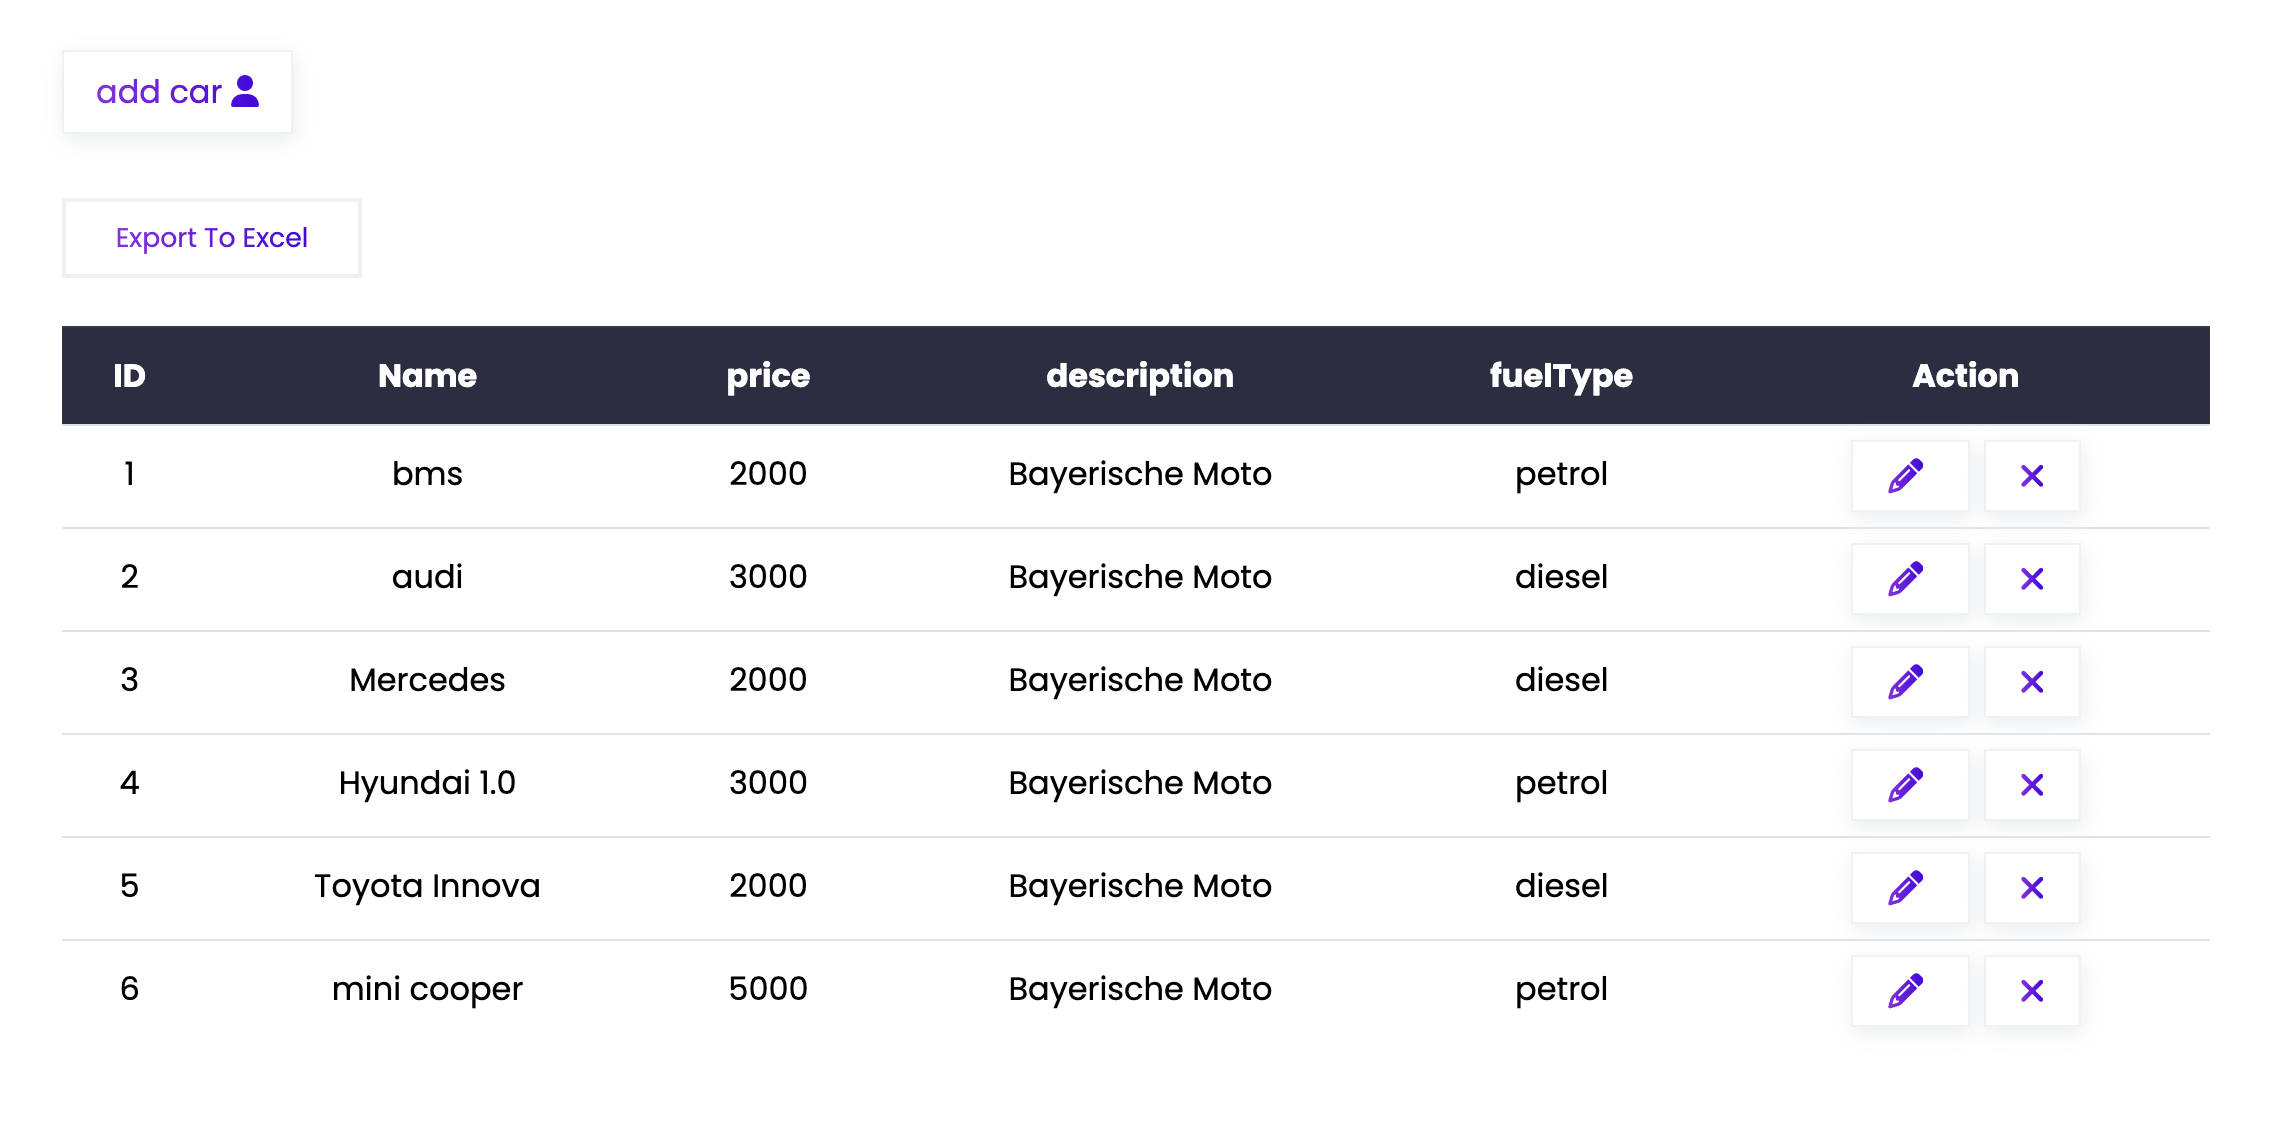 add car
Export To Excel
ID Name price description fuelType Action
1 bms 2000 Bayerische Moto petrol
2 audi 3000 Bayerische Moto diesel
3 Mercedes 2000 Bayerische Moto diesel
4 Hyundai 1.0 3000 Bayerische Moto petrol
5 Toyota Innova 2000 Bayerische Moto diesel
6 mini cooper 5000 Bayerische Moto petrol